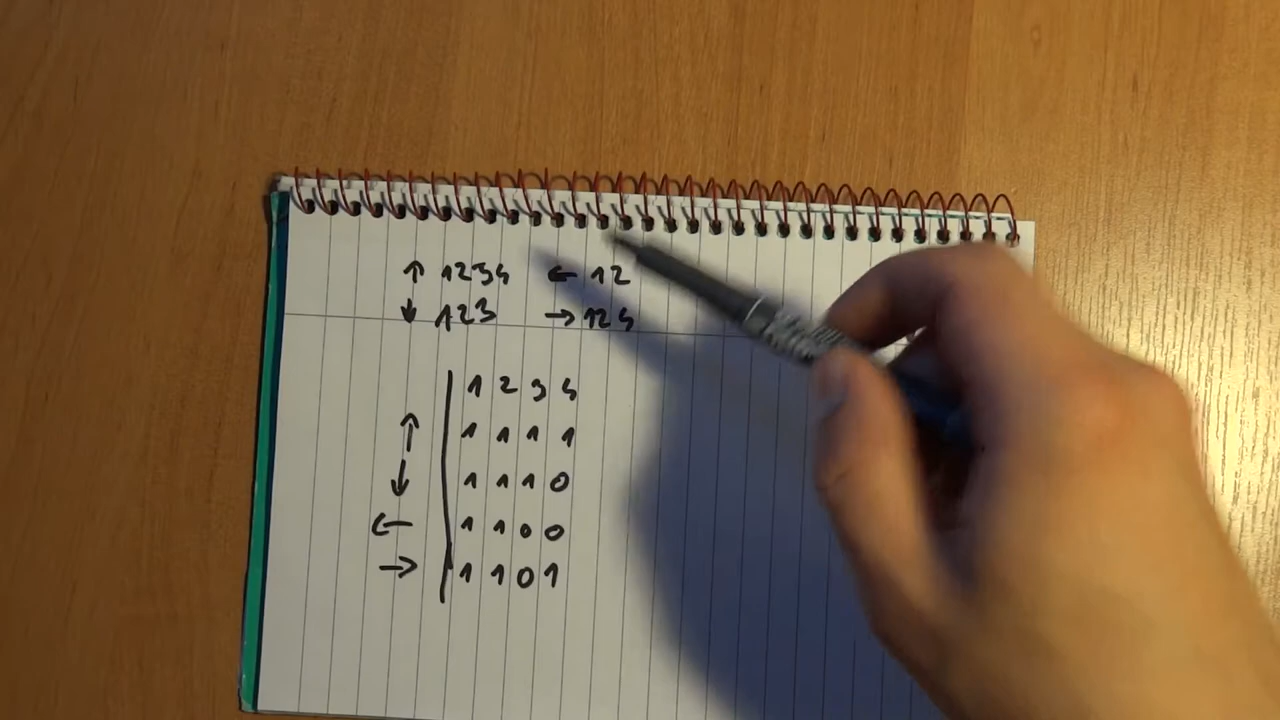 ↑ 1234 ← 12
↓ 123 → 124
1 2 3 4
↑ 1 1 1 1
↓ 1 1 1 0
← 1 1 0 0
→ 1 1 0 1